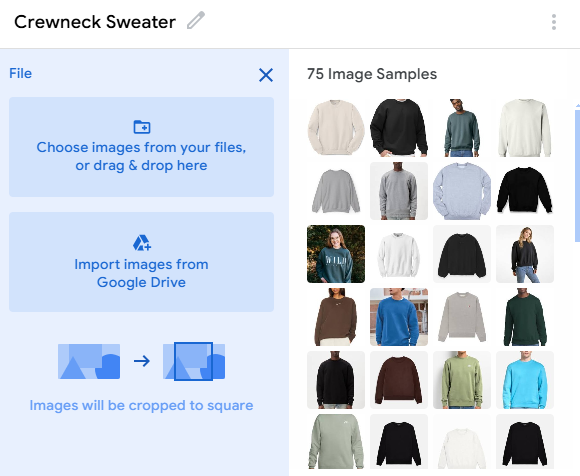 Crewneck Sweater
File
Choose images from your files,
or drag & drop here
Import images from
Google Drive
Images will be cropped to square
75 Image Samples
WILD